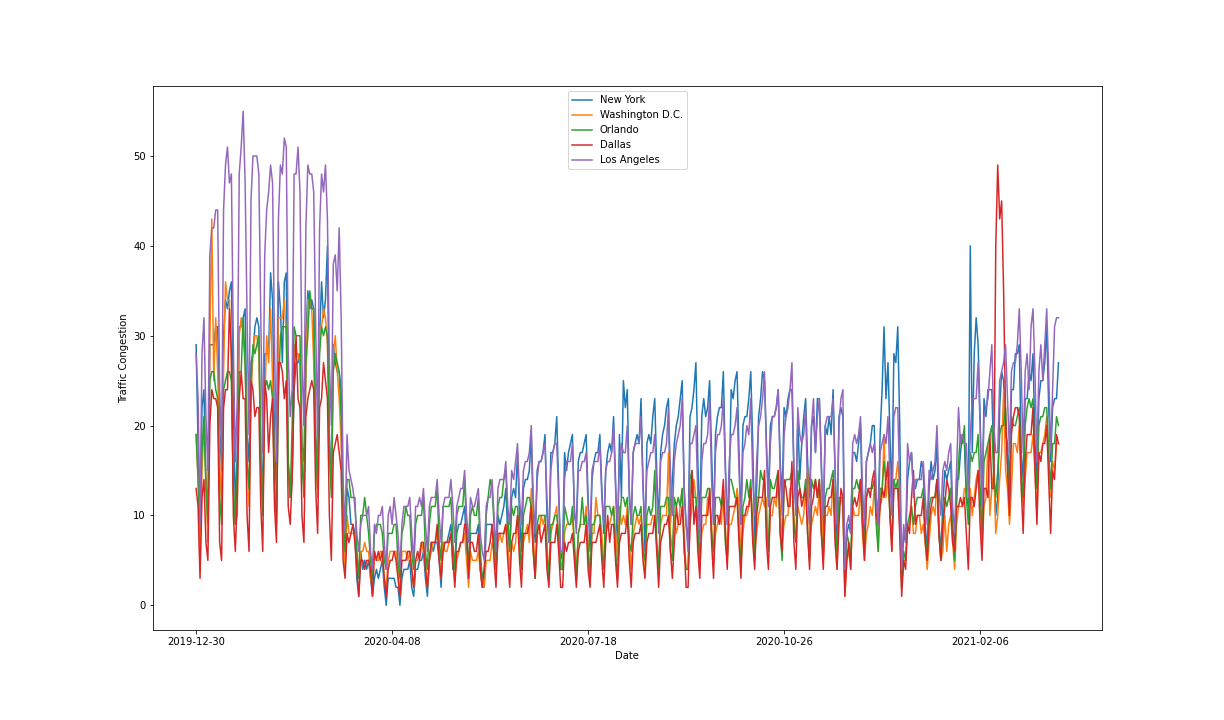 New York
Washington D.C.
Orlando
Dallas
Los Angeles
50
40
30
20
10
0
Traffic Congestion
2019-12-30 2020-04-08 2020-07-18 2020-10-26 2021-02-06
Date